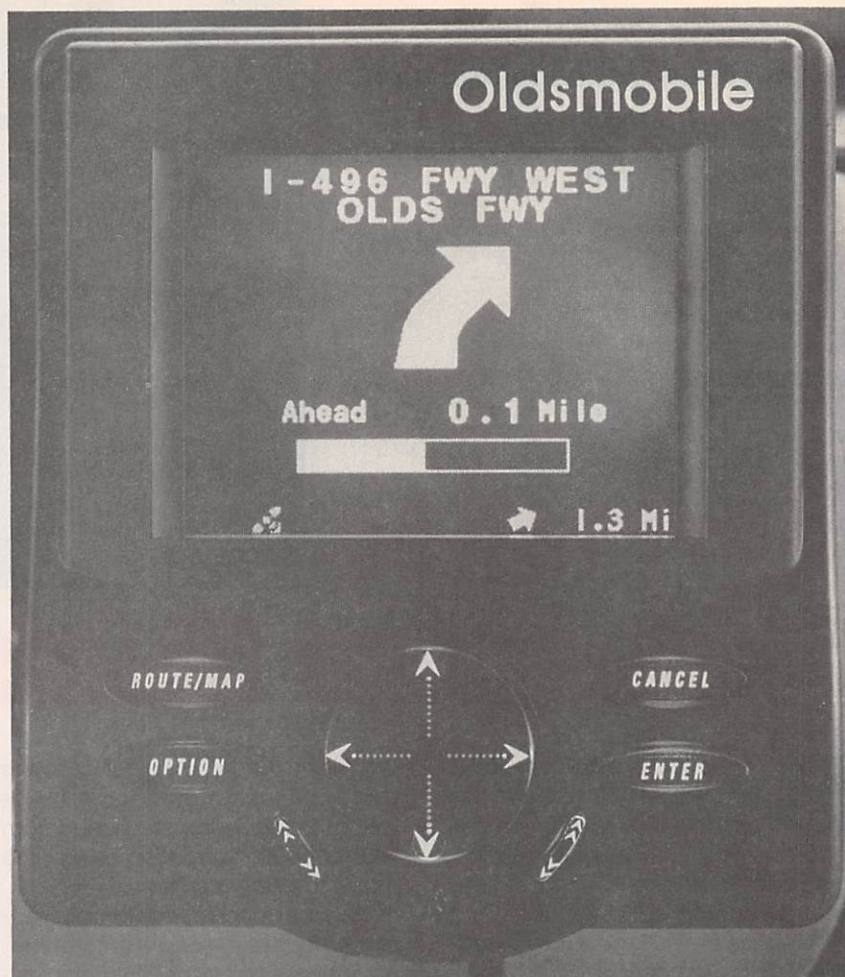 Oldsmobile
I-496 FWY WEST
OLDS FWY
Ahead 0.1 Mile
1.3 Mi
ROUTE/MAP
CANCEL
OPTION
ENTER